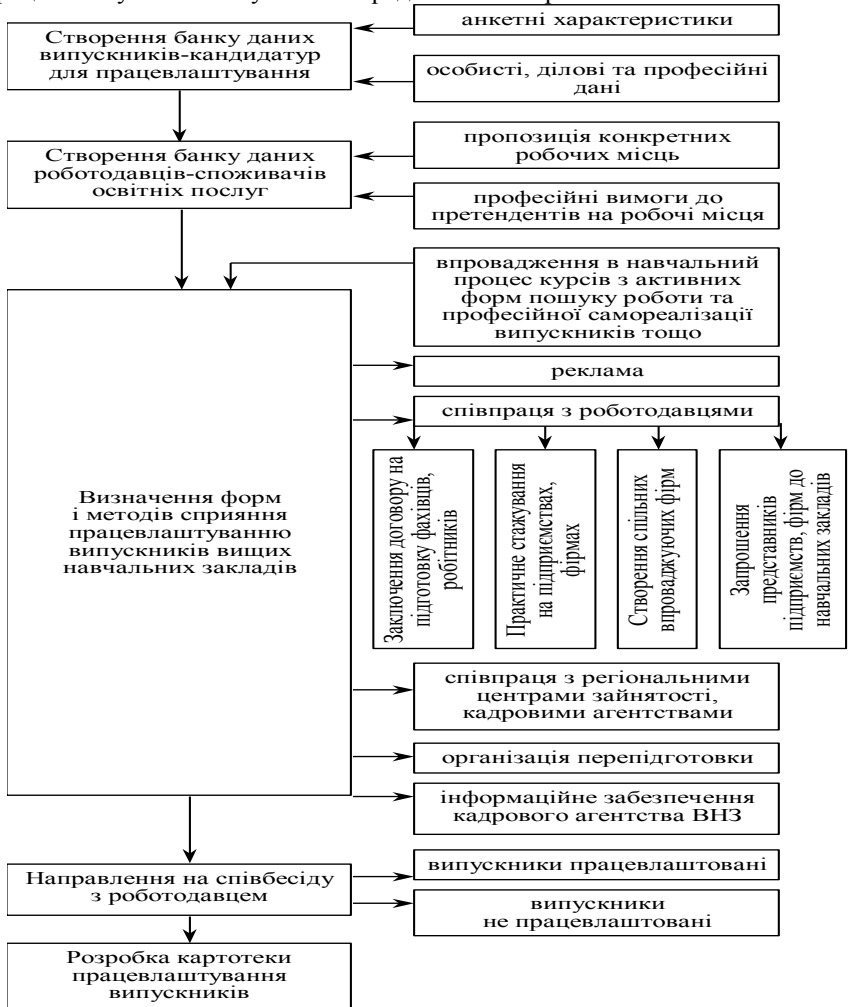 анкетні характеристики
Створення банку даних
випускників-кандидатур
для працевлаштування
особисті, ділові та професійні
дані
Створення банку даних
роботодавців-споживачів
освітніх послуг
пропозиція конкретних
робочих місць
професійні вимоги до
претендентів на робочі місця
впровадження в навчальний
процес курсів з активних
форм пошуку роботи та
професійної самореалізації
випускників тощо
реклама
співпраця з роботодавцями
Визначення форм
і методів сприяння
працевлаштуванню
випускників вищих
навчальних закладів
Заключення договору на
підготовку фахівців,
робітників
Практичне стажування
на підприємствах,
фірмах
Створення спільних
впроваджуючих фірм
Запрошення
представників
підприємств, фірм до
навчальних закладів
співпраця з регіональними
центрами зайнятості,
кадровими агентствами
організація перепідготовки
інформаційне забезпечення
кадрового агентства ВНЗ
Направлення на співбесіду
з роботодавцем
випускники працевлаштовані
випускники
не працевлаштовані
Розробка картотеки
працевлаштування
випускників